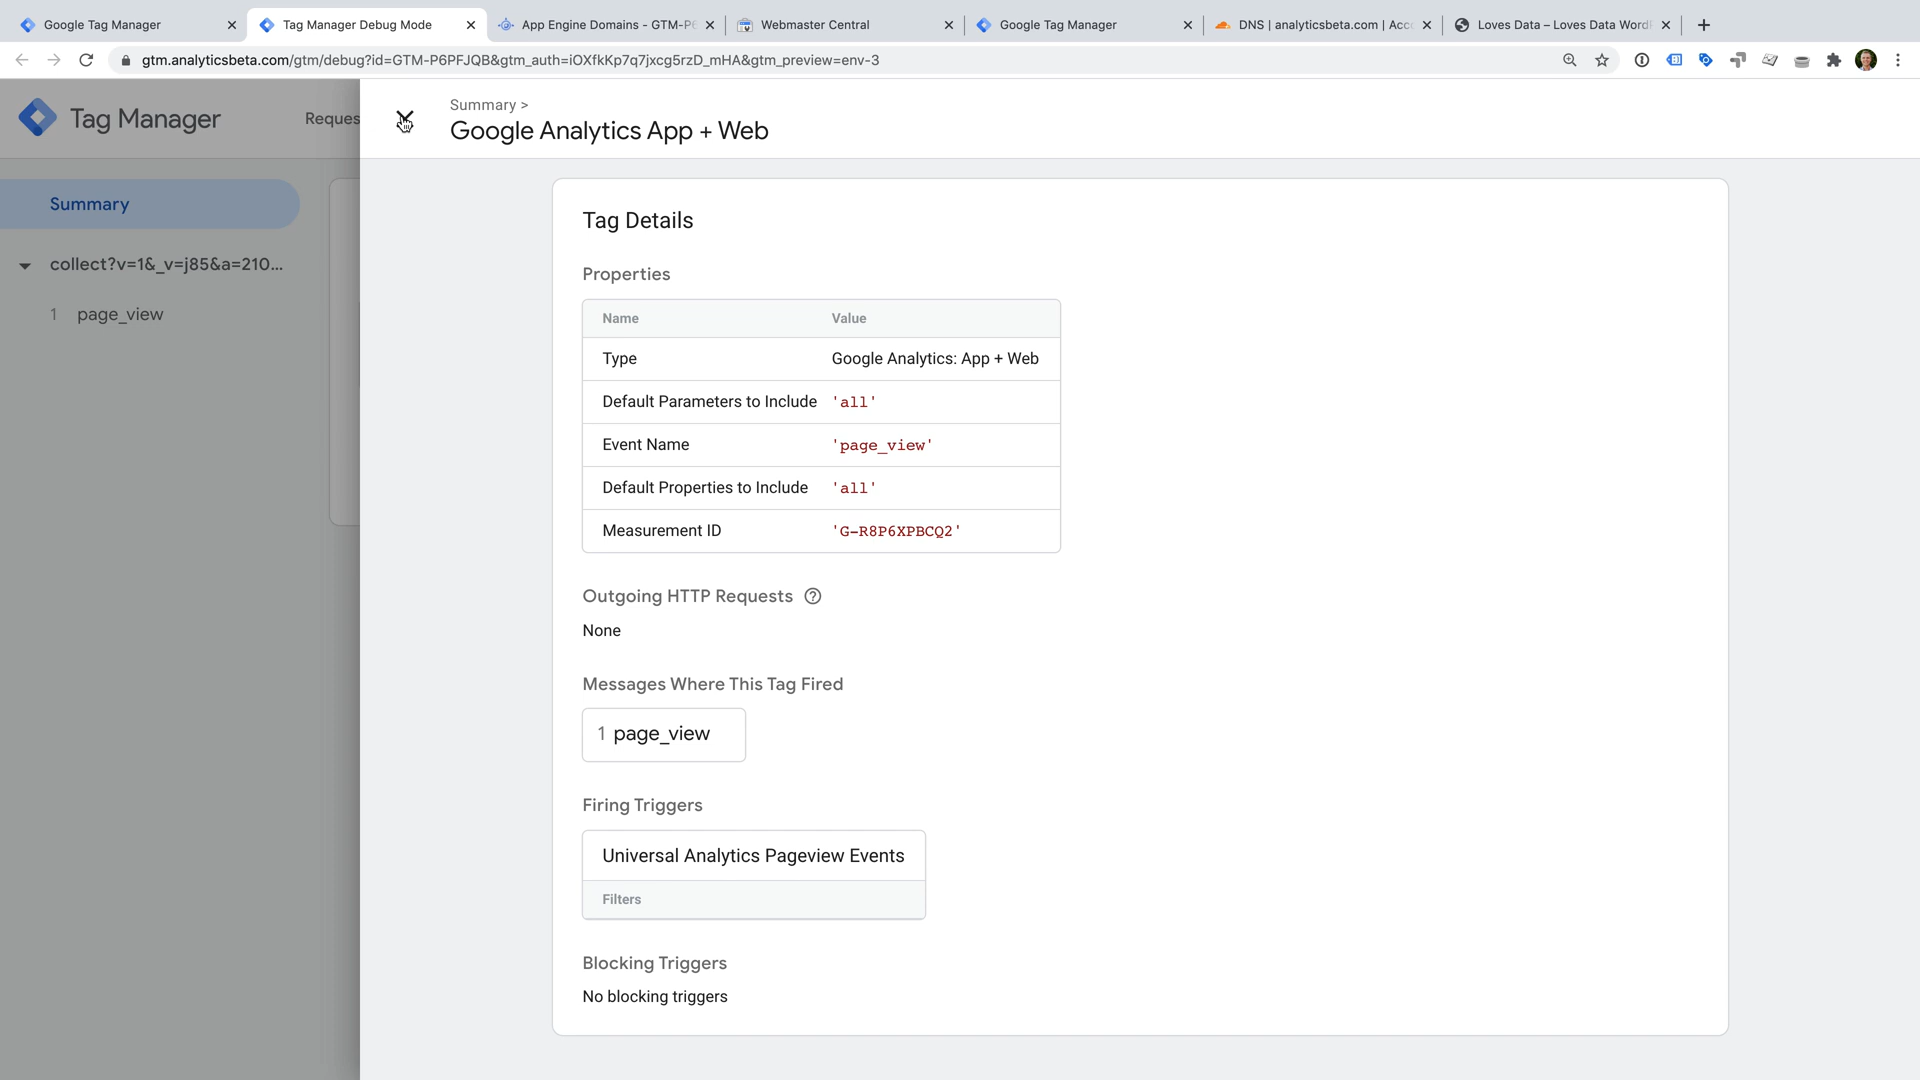 Google Tag Manager
Tag Manager Debug Mode
App Engine Domains - GTM-P6
Webmaster Central
Google Tag Manager
DNS | analyticsbeta.com | Acc
Loves Data – Loves Data Word
gtm.analyticsbeta.com/gtm/debug?id=GTM-P6PFJQB&gtm_auth=iOXfkKp7q7jxcg5rzD_mHA&gtm_preview=env-3
Tag Manager
Reques
Summary >
Google Analytics App + Web
Summary
collect?v=1&_v=j85&a=210...
1 page_view
Tag Details
Properties
Name Value
Type Google Analytics: App + Web
Default Parameters to Include 'all'
Event Name 'page_view'
Default Properties to Include 'all'
Measurement ID 'G-R8P6XPBCQ2'
Outgoing HTTP Requests
None
Messages Where This Tag Fired
1 page_view
Firing Triggers
Universal Analytics Pageview Events
Filters
Blocking Triggers
No blocking triggers